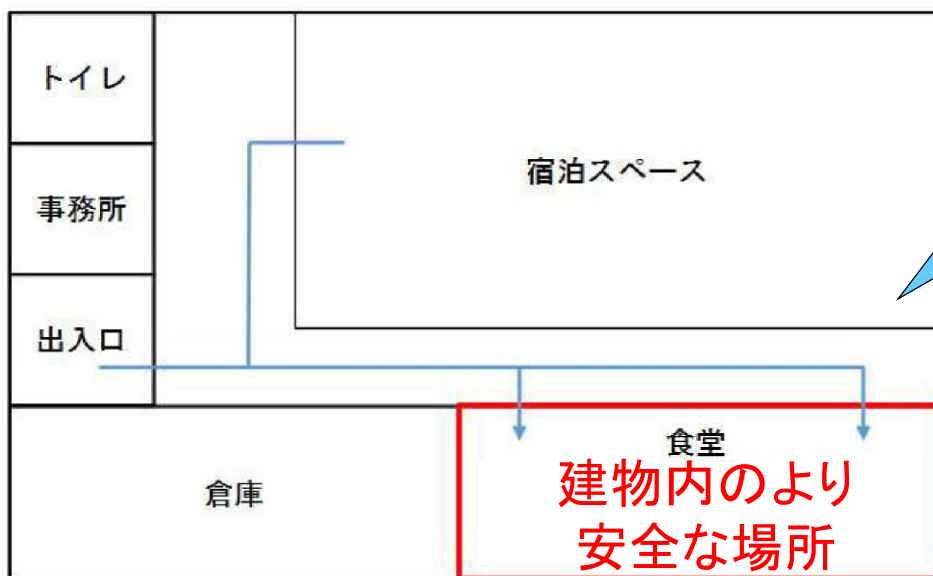 トイレ
宿泊スペース
事務所
出入口
食堂
建物内のより
安全な場所
倉庫